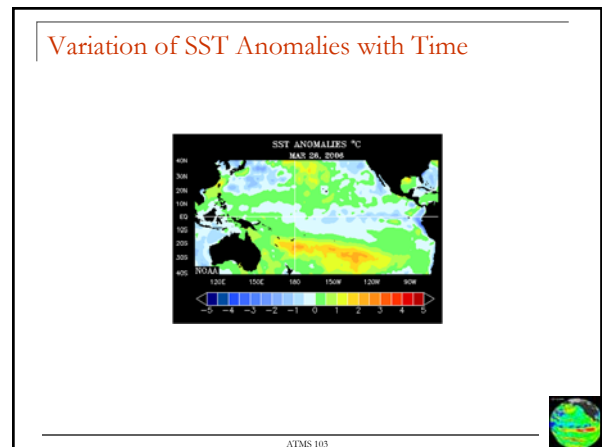 Variation of SST Anomalies with Time
SST ANOMALIES °C
MAR 26, 2006
40N
30N
20N
10N
EQ
10S
20S
30S
40S
NOAA
120E 150E 180 150W 120W 90W
-5 -4 -3 -2 -1 0 1 2 3 4 5
ATMS 103